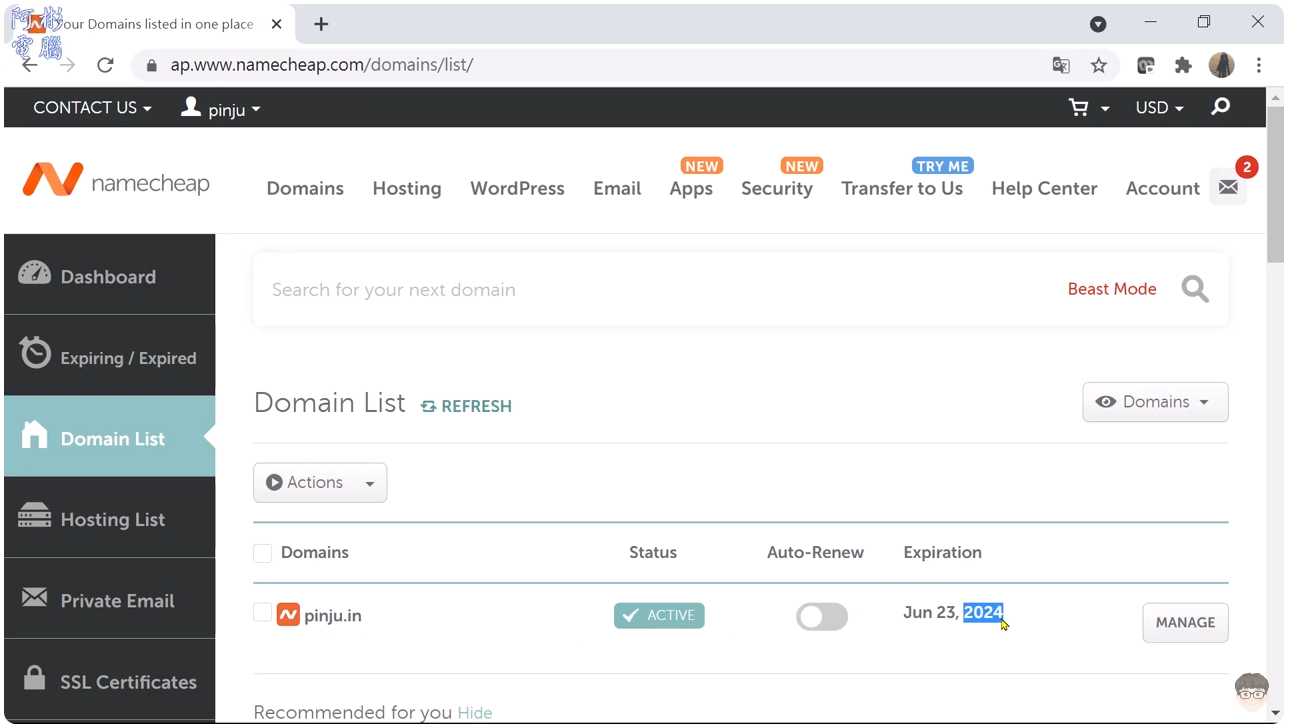 阿彬
電腦
Your Domains listed in one place
ap.www.namecheap.com/domains/list/
CONTACT US
pinju
USD
namecheap
Domains
Hosting
WordPress
Email
NEW
Apps
NEW
Security
TRY ME
Transfer to Us
Help Center
Account
2
Dashboard
Expiring / Expired
Domain List
Hosting List
Private Email
SSL Certificates
Search for your next domain
Beast Mode
Domain List
REFRESH
Domains
Actions
Domains Status Auto-Renew Expiration
pinju.in ACTIVE Jun 23, 2024 MANAGE
Recommended for you Hide